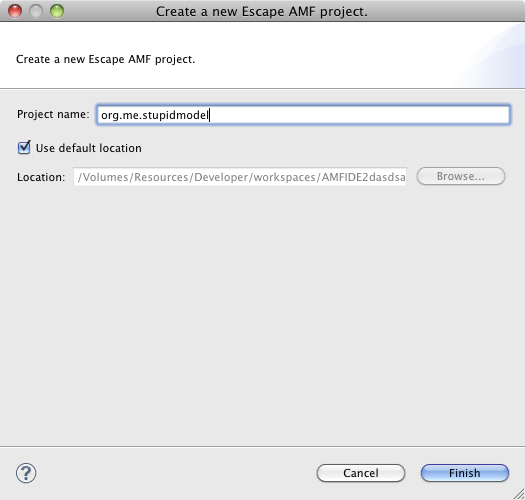 Create a new Escape AMF project.
Create a new Escape AMF project.
Project name: org.me.stupidmodel
Use default location
Location: /Volumes/Resources/Developer/workspaces/AMFIDE2dasdsa Browse...
? Cancel Finish